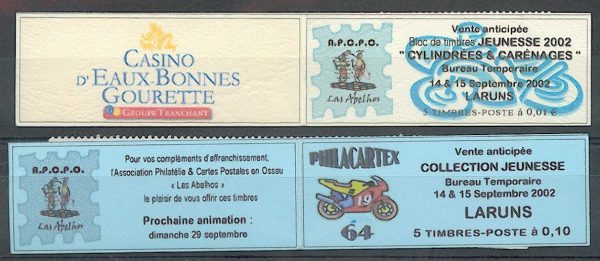 CASINO
D'EAUX-BONNES
GOURETTE
GROUPE TRANCHANT
A.P.C.P.O.
Las Abelhos
Vente anticipée
Bloc de timbres JEUNESSE 2002
"CYLINDRÉES & CARÉNAGES"
Bureau Temporaire
14 & 15 Septembre 2002
LARUNS
5 TIMBRES-POSTE à 0,01€
A.P.C.P.O.
Las Abelhos
Pour vos compléments d'affranchissement,
l'Association Philatélie & Cartes Postales en Ossau
« Las Abelhos »
a le plaisir de vous offrir ces timbres
Prochaine animation :
dimanche 29 septembre
PHILACARTEX
19
64
Vente anticipée
COLLECTION JEUNESSE
Bureau Temporaire
14 & 15 Septembre 2002
LARUNS
5 TIMBRES-POSTE à 0,10